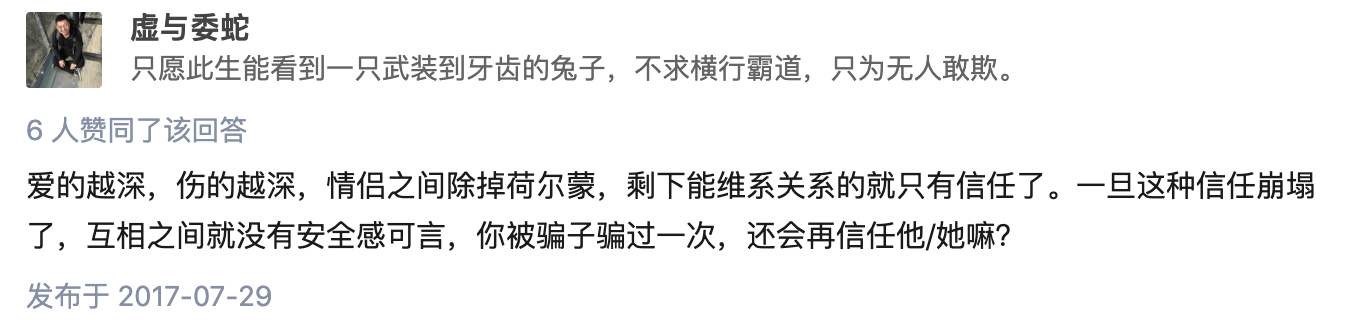 虚与委蛇
只愿此生能看到一只武装到牙齿的兔子，不求横行霸道，只为无人敢欺。
6 人赞同了该回答
爱的越深，伤的越深，情侣之间除掉荷尔蒙，剩下能维系关系的就只有信任了。一旦这种信任崩塌
了，互相之间就没有安全感可言，你被骗子骗过一次，还会再信任他/她嘛？
发布于 2017-07-29